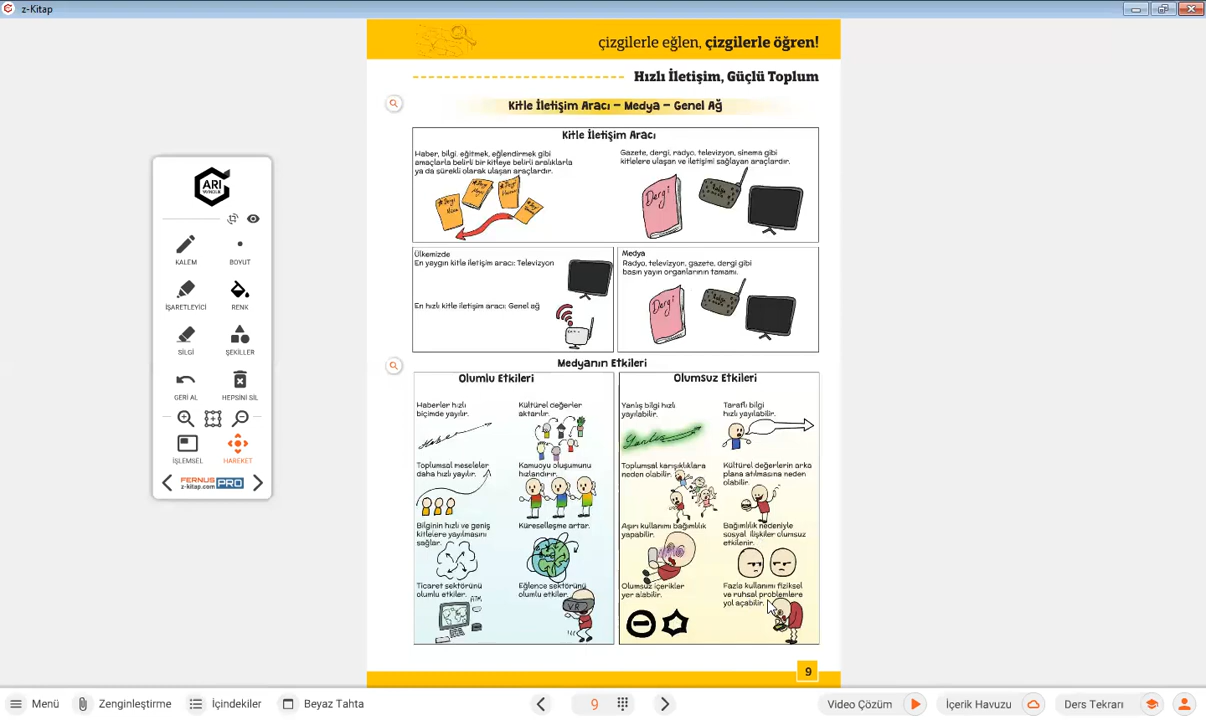 z-Kitap
çizgilerle eğlen, çizgilerle öğren!
Hızlı İletişim, Güçlü Toplum
Kitle İletişim Aracı – Medya – Genel Ağ
Kitle İletişim Aracı
Haber, bilgi, eğitmek, eğlendirmek gibi
amaçlarla belirli bir kitleye belirli aralıklarla
ya da sürekli olarak ulaşan araçlardır.
Gazete, dergi, radyo, televizyon, sinema gibi
kitlelere ulaşan ve iletişimi sağlayan araçlardır.
Dergi
Ülkemizde
En yaygın kitle iletişim aracı: Televizyon
En hızlı kitle iletişim aracı: Genel ağ
Medya
Radyo, televizyon, gazete, dergi gibi
basın yayın organlarının tamamı.
Dergi
Medyanın Etkileri
Olumlu Etkileri
Haberler hızlı
biçimde yayılır.
Haber
Kültürel değerler
aktarılır.
Toplumsal meseleler
daha hızlı yayılır.
Kamuoyu oluşumunu
hızlandırır.
Bilginin hızlı ve geniş
kitlelere yayılmasını
sağlar.
Küreselleşme artar.
Ticaret sektörünü
olumlu etkiler.
ATM
Eğlence sektörünü
olumlu etkiler.
VR
Olumsuz Etkileri
Yanlış bilgi hızlı
yayılabilir.
Yanlış
Taraflı bilgi
hızlı yayılabilir.
Toplumsal karışıklıklara
neden olabilir.
Kültürel değerlerin arka
plana atılmasına neden
olabilir.
Aşırı kullanımı bağımlılık
yapabilir.
Bağımlılık nedeniyle
sosyal ilişkiler olumsuz
etkilenir.
Olumsuz içerikler
yer alabilir.
Fazla kullanımı fiziksel
ve ruhsal problemlere
yol açabilir.
9
ARI
YAYINCILIK
KALEM
BOYUT
İŞARETLEYİCİ
RENK
SİLGİ
ŞEKİLLER
GERİ AL
HEPSİNİ SİL
İŞLEMSEL
HAREKET
FERNUS
z-kitap.com
PRO
Menü
Zenginleştirme
İçindekiler
Beyaz Tahta
9
Video Çözüm
İçerik Havuzu
Ders Tekrarı